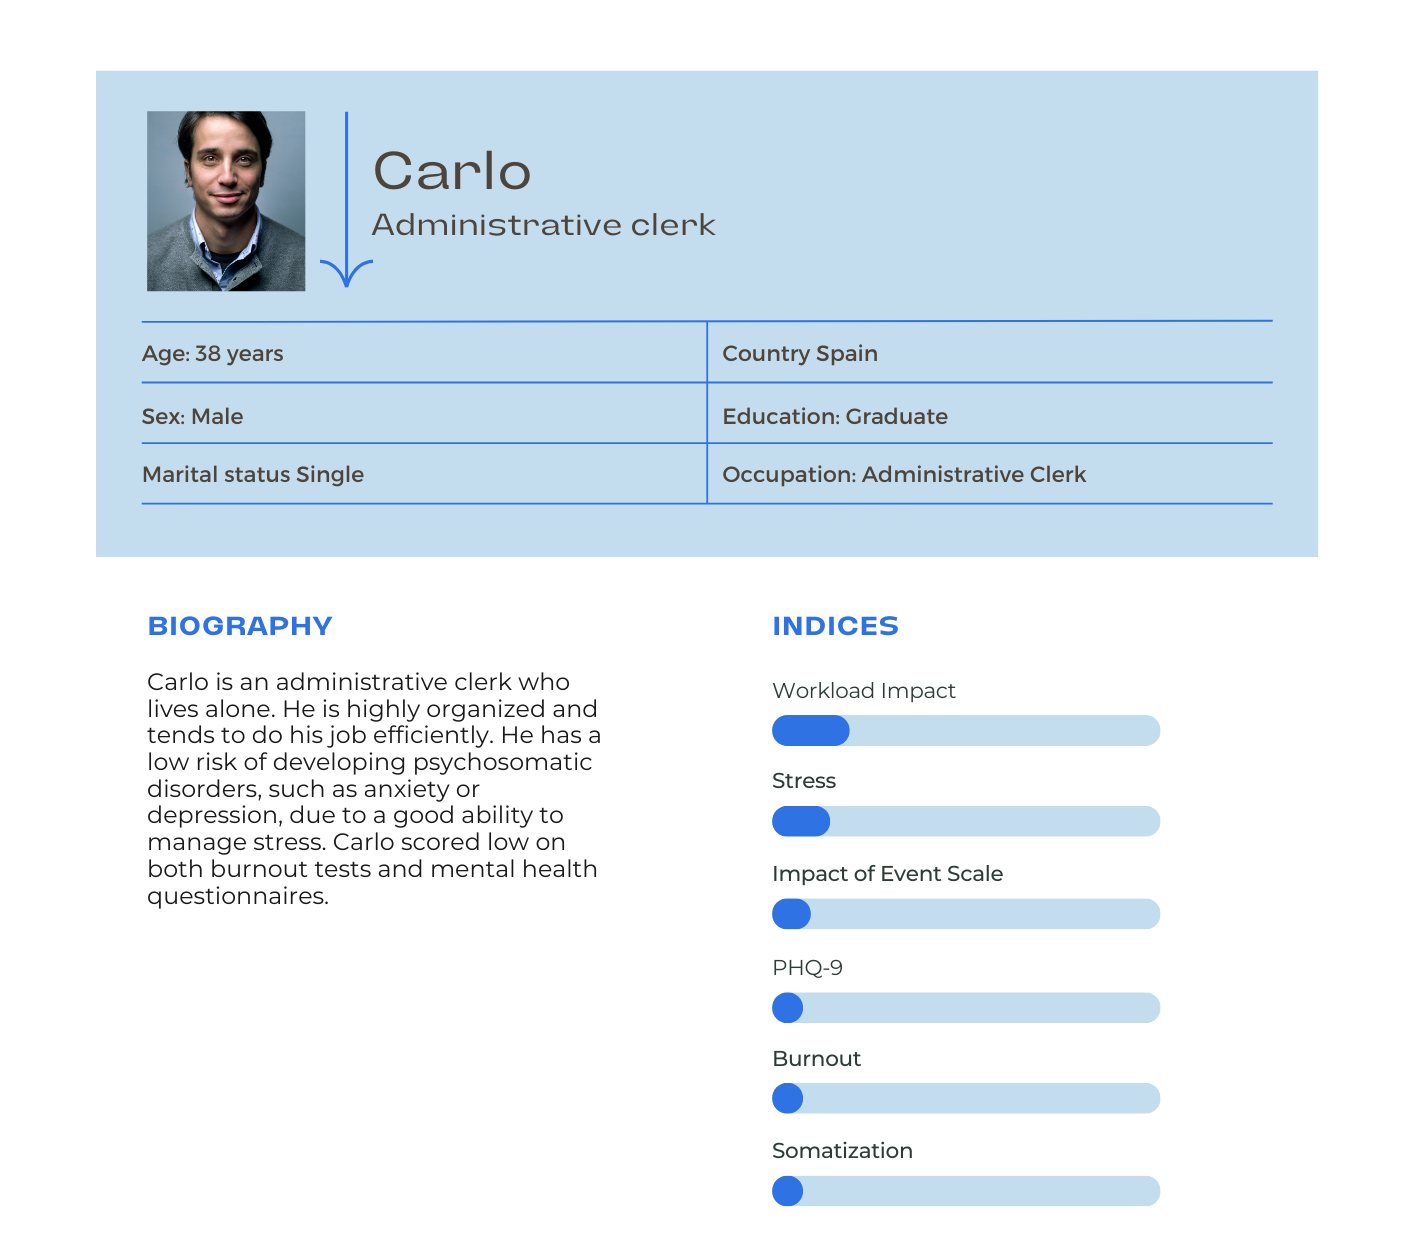 Carlo
Administrative clerk
Age: 38 years
Country Spain
Sex: Male
Education: Graduate
Marital status Single
Occupation: Administrative Clerk
BIOGRAPHY
Carlo is an administrative clerk who
lives alone. He is highly organized and
tends to do his job efficiently. He has a
low risk of developing psychosomatic
disorders, such as anxiety or
depression, due to a good ability to
manage stress. Carlo scored low on
both burnout tests and mental health
questionnaires.
INDICES
Workload Impact
Stress
Impact of Event Scale
PHQ-9
Burnout
Somatization